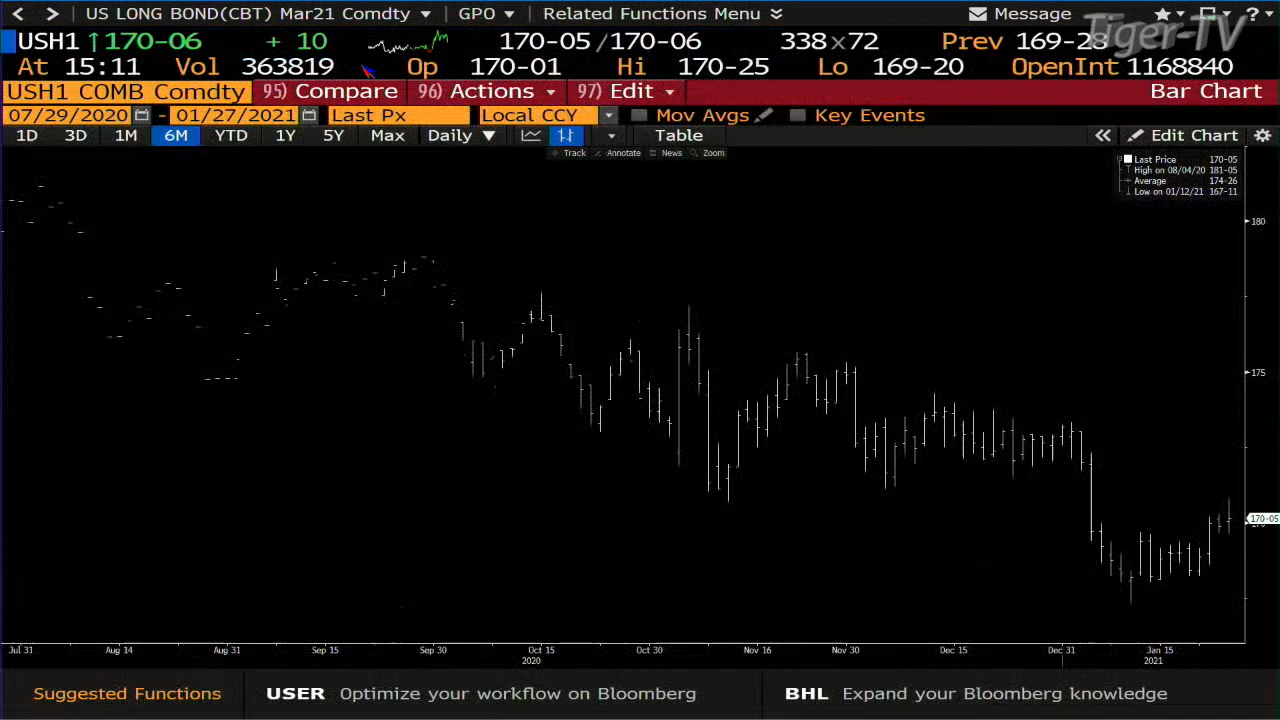 US LONG BOND(CBT) Mar21 Comdty GPO Related Functions Menu Message ?
Tiger-TV
USH1 ↑170-06 + 10 170-05/170-06 338x72 Prev 169-28
At 15:11 Vol 363819 Op 170-01 Hi 170-25 Lo 169-20 OpenInt 1168840
USH1 COMB Comdty 95) Compare 96) Actions 97) Edit Bar Chart
07/29/2020 - 01/27/2021 Last Px Local CCY Mov Avgs Key Events
1D 3D 1M 6M YTD 1Y 5Y Max Daily Table Edit Chart
Track Annotate News Zoom
Last Price 170-05
High on 08/04/20 181-05
Average 174-26
Low on 01/12/21 167-11
180
175
170-05
170
Jul 31 Aug 14 Aug 31 Sep 15 Sep 30 Oct 15 Oct 30 Nov 16 Nov 30 Dec 15 Dec 31 Jan 15
2020 2021
Suggested Functions USER Optimize your workflow on Bloomberg BHL Expand your Bloomberg knowledge